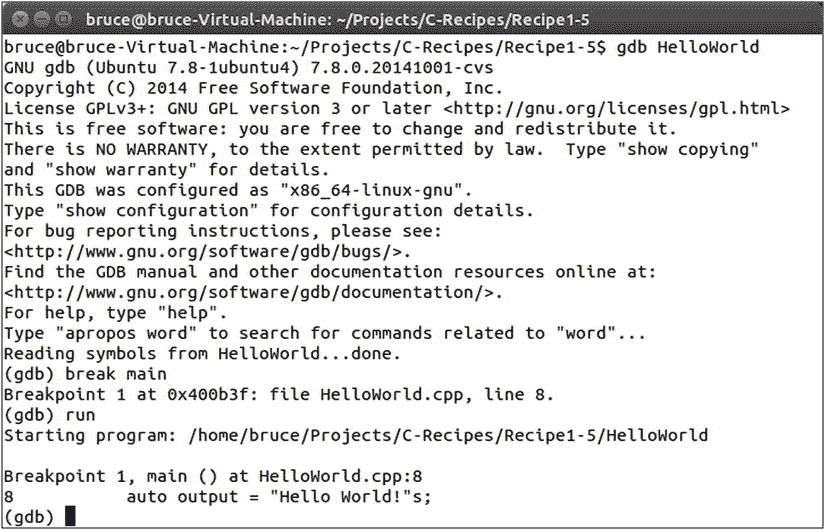 bruce@bruce-Virtual-Machine: ~/Projects/C-Recipes/Recipe1-5
bruce@bruce-Virtual-Machine:~/Projects/C-Recipes/Recipe1-5$ gdb HelloWorld
GNU gdb (Ubuntu 7.8-1ubuntu4) 7.8.0.20141001-cvs
Copyright (C) 2014 Free Software Foundation, Inc.
License GPLv3+: GNU GPL version 3 or later <http://gnu.org/licenses/gpl.html>
This is free software: you are free to change and redistribute it.
There is NO WARRANTY, to the extent permitted by law.  Type "show copying"
and "show warranty" for details.
This GDB was configured as "x86_64-linux-gnu".
Type "show configuration" for configuration details.
For bug reporting instructions, please see:
<http://www.gnu.org/software/gdb/bugs/>.
Find the GDB manual and other documentation resources online at:
<http://www.gnu.org/software/gdb/documentation/>.
For help, type "help".
Type "apropos word" to search for commands related to "word"...
Reading symbols from HelloWorld...done.
(gdb) break main
Breakpoint 1 at 0x400b3f: file HelloWorld.cpp, line 8.
(gdb) run
Starting program: /home/bruce/Projects/C-Recipes/Recipe1-5/HelloWorld
Breakpoint 1, main () at HelloWorld.cpp:8
8           auto output = "Hello World!"s;
(gdb)